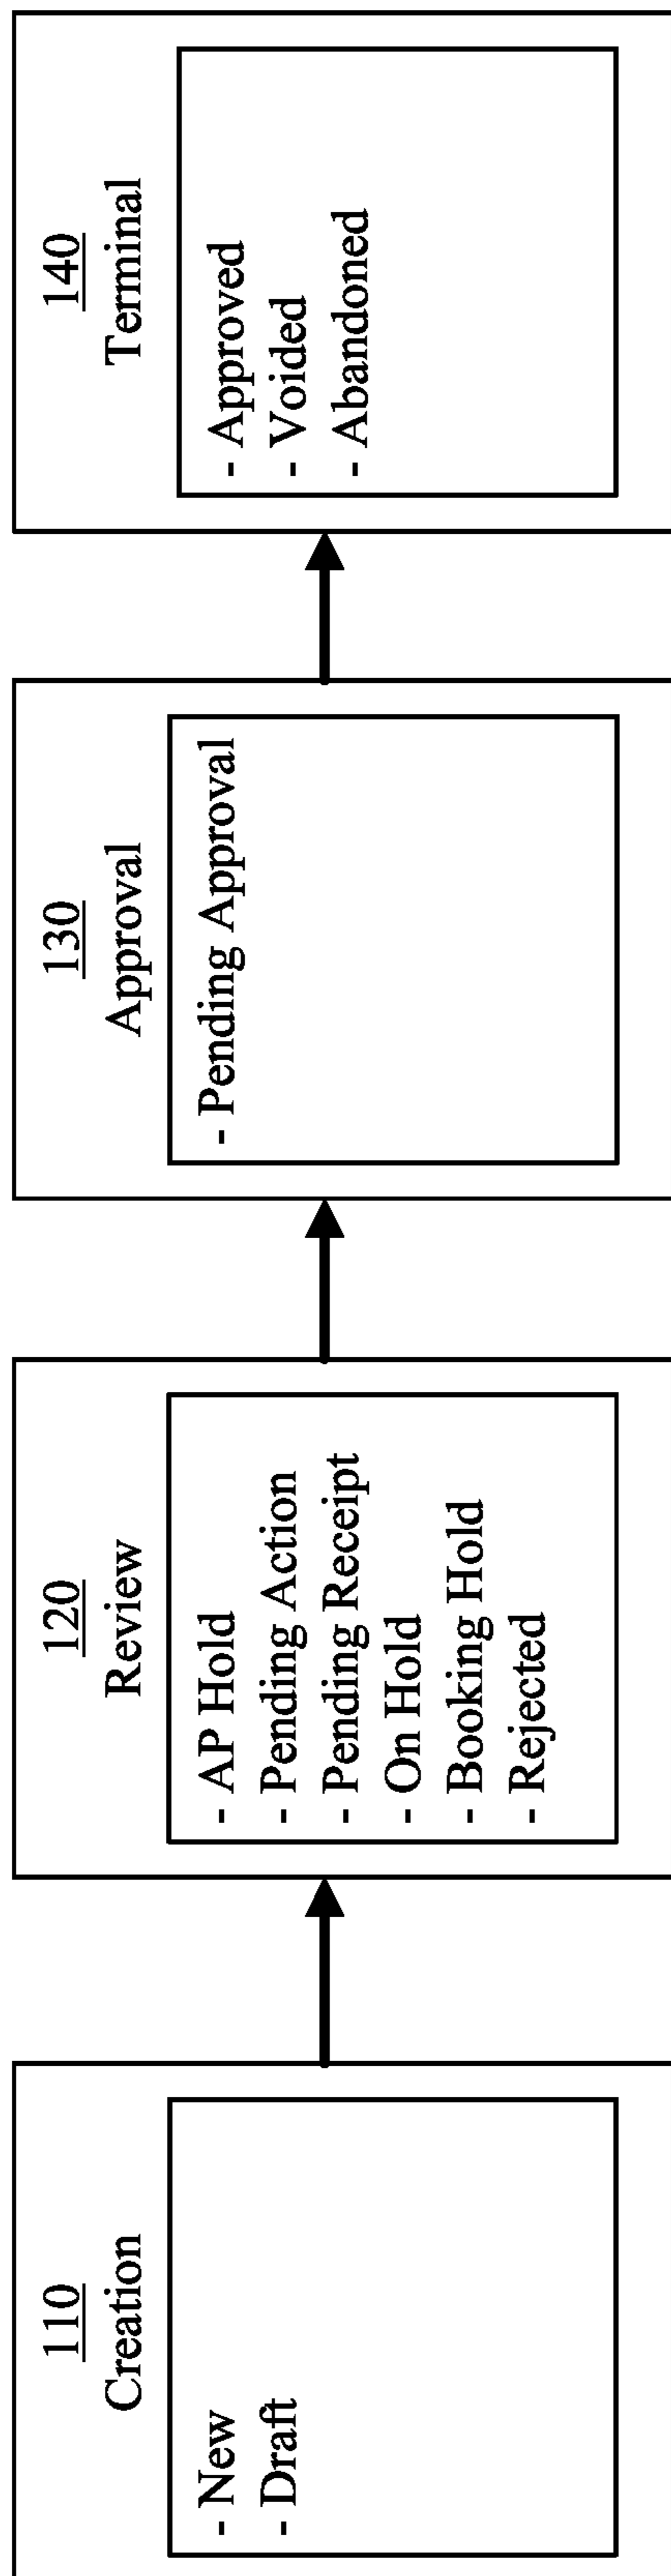 110
Creation
- New
- Draft
120
Review
- AP Hold
- Pending Action
- Pending Receipt
- On Hold
- Booking Hold
- Rejected
130
Approval
- Pending Approval
140
Terminal
- Approved
- Voided
- Abandoned